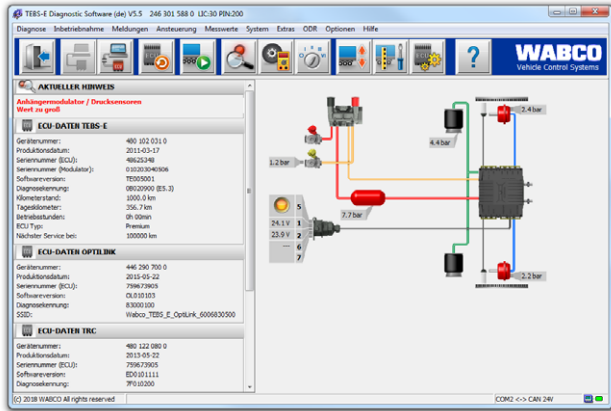 TEBS-E Diagnostic Software (de) V5.5 246 301 588 0 LIC:30 PIN:200
Diagnose Inbetriebnahme Meldungen Ansteuerung Messwerte System Extras ODR Optionen Hilfe
WABCO
Vehicle Control Systems
AKTUELLER HINWEIS
Anhängermodulator / Drucksensoren
Wert zu groß
ECU-DATEN TEBS-E
Gerätenummer: 480 102 031 0
Produktionsdatum: 2011-03-17
Seriennummer (ECU): 48625348
Seriennummer (Modulator): 010203040506
Softwareversion: TE005001
Diagnosekennung: 08020900 (E5.3)
Kilometerstand: 1000.0 km
Tageskilometer: 356.7 km
Betriebsstunden: 0h 00min
ECU Typ: Premium
Nächster Service bei: 100000 km
ECU-DATEN OPTILINK
Gerätenummer: 446 290 700 0
Produktionsdatum: 2015-05-22
Seriennummer (ECU): 759673905
Softwareversion: OL010103
Diagnosekennung: 83000100
SSID: Wabco_TEBS_E_OptiLink_6006830500
ECU-DATEN TRC
Gerätenummer: 480 122 080 0
Produktionsdatum: 2013-05-22
Seriennummer (ECU): 759673905
Softwareversion: ED0101111
Diagnosekennung: 7F010200
2.4 bar
4.4 bar
1.2 bar
7.7 bar
5
24.1 V 1
23.9 V 2
— 6
7
2.2 bar
(c) 2018 WABCO All rights reserved
COM2 <-> CAN 24V